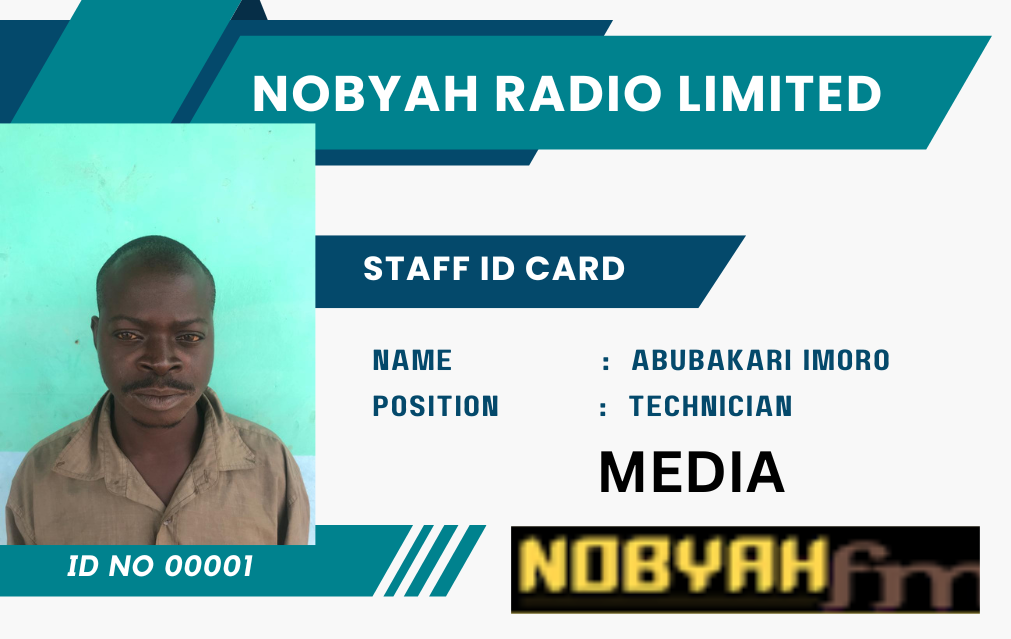 NOBYAH RADIO LIMITED
STAFF ID CARD
NAME : ABUBAKARI IMORO
POSITION : TECHNICIAN
MEDIA
ID NO 00001
NOBYAH fm